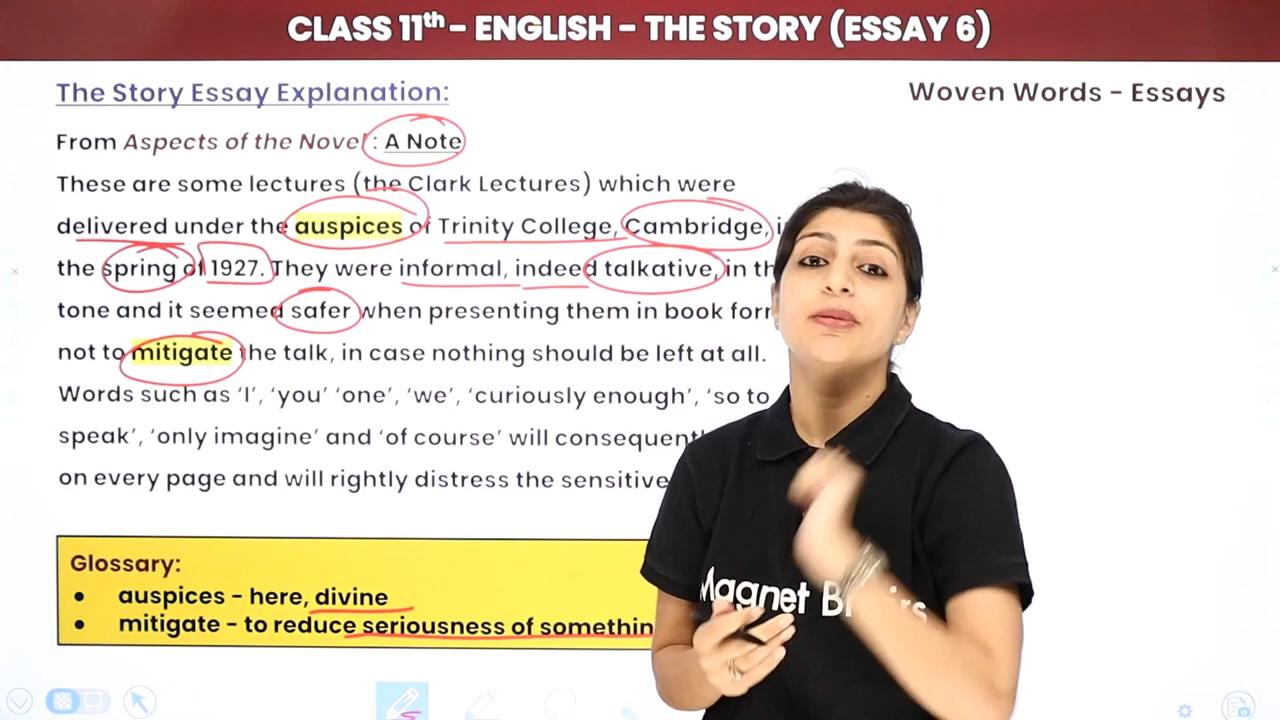 CLASS 11th - ENGLISH - THE STORY (ESSAY 6)
The Story Essay Explanation:
Woven Words - Essays
From Aspects of the Novel : A Note
These are some lectures (the Clark Lectures) which were
delivered under the auspices of Trinity College, Cambridge,
the spring of 1927. They were informal, indeed talkative, in
tone and it seemed safer when presenting them in book
not to mitigate the talk, in case nothing should be left at all.
Words such as ‘I’, ‘you’ ‘one’, ‘we’, ‘curiously enough’, ‘so to
speak’, ‘only imagine’ and ‘of course’ will
on every page and will rightly distress the sensitive
Glossary:
• auspices - here, divine
• mitigate - to reduce seriousness of
Magnet